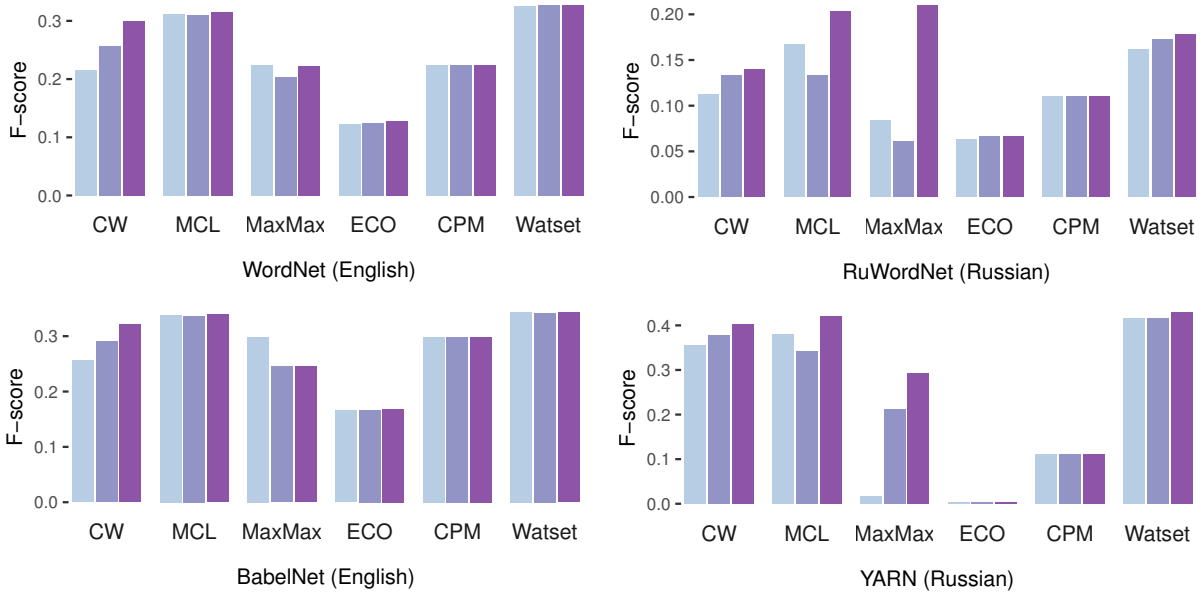 F−score
0.3
0.2
0.1
0.0
CW MCL MaxMax ECO CPM Watset
WordNet (English)
F−score
0.20
0.15
0.10
0.05
0.00
CW MCL MaxMax ECO CPM Watset
RuWordNet (Russian)
F−score
0.3
0.2
0.1
0.0
CW MCL MaxMax ECO CPM Watset
BabelNet (English)
F−score
0.4
0.3
0.2
0.1
0.0
CW MCL MaxMax ECO CPM Watset
YARN (Russian)